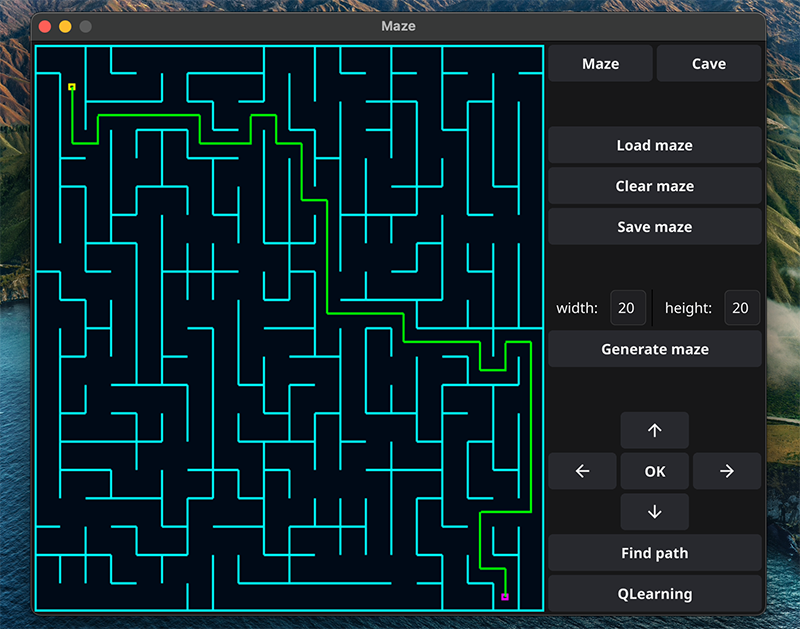 Maze
Maze Cave
Load maze
Clear maze
Save maze
width: 20 height: 20
Generate maze
↑
← OK →
↓
Find path
QLearning